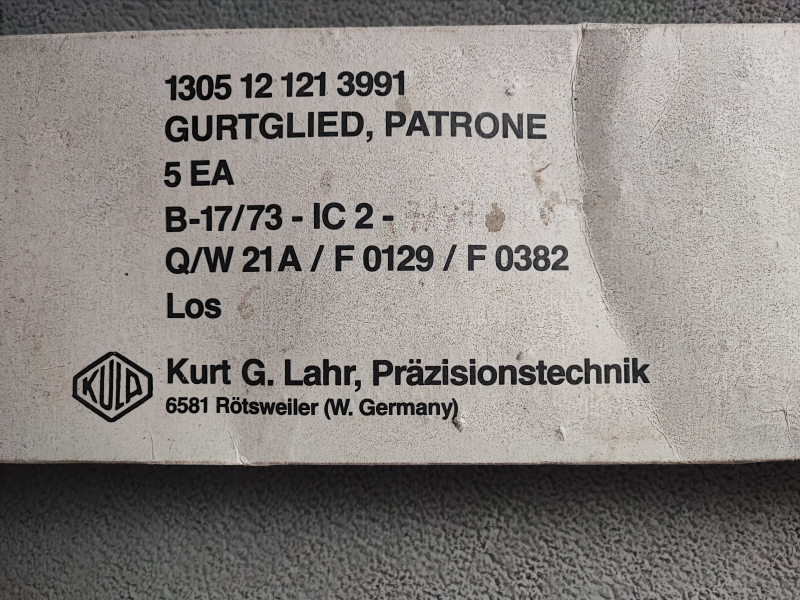 1305 12 121 3991
GURTGLIED, PATRONE
5 EA
B-17/73 - IC 2 -
Q/W 21 A / F 0129 / F 0382
Los 6
KULA
Kurt G. Lahr, Präzisionstechnik
6581 Rötsweiler (W. Germany)